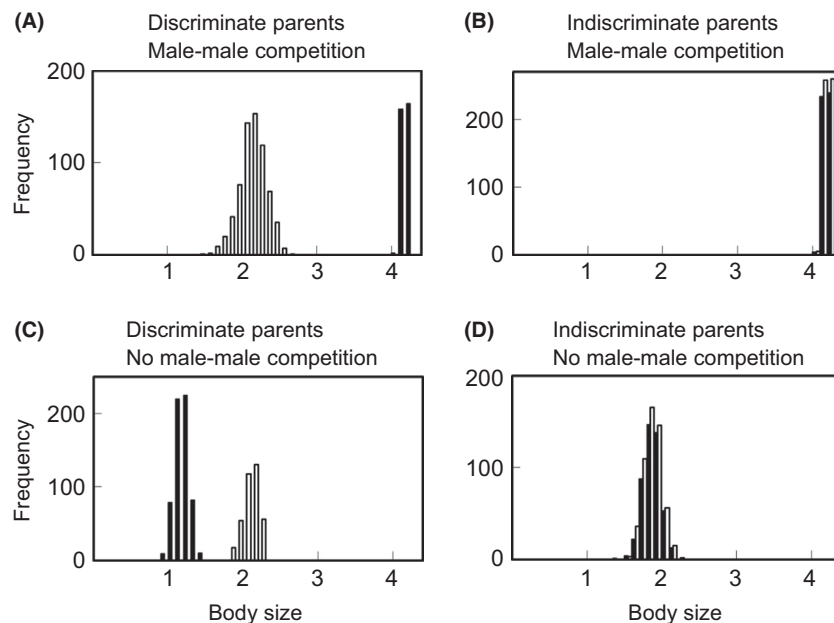 (A) Discriminate parents
Male-male competition
200
100
0
1 2 3 4
Frequency
(B) Indiscriminate parents
Male-male competition
200
100
0
1 2 3 4
(C) Discriminate parents
No male-male competition
200
100
0
1 2 3 4
Frequency
Body size
(D) Indiscriminate parents
No male-male competition
200
100
0
1 2 3 4
Body size